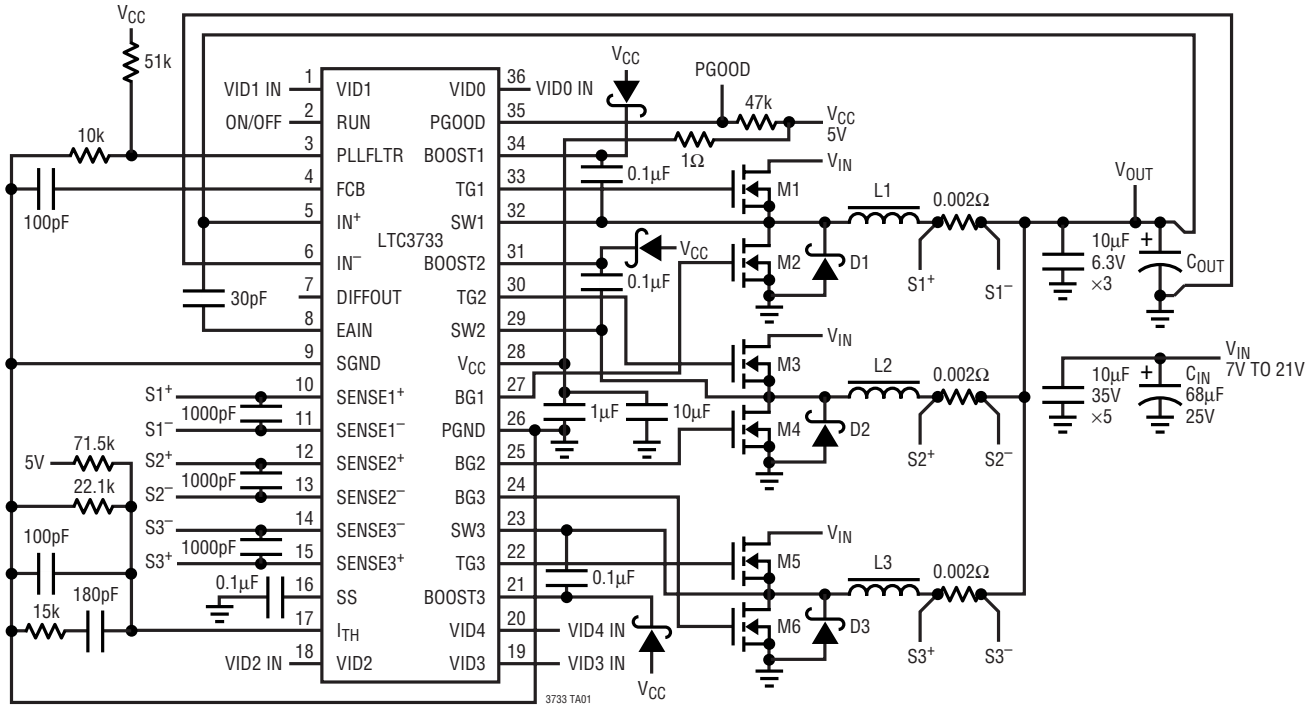 VCC
51k
10k
100pF
30pF
VID1 IN
ON/OFF
1
2
3
4
5
6
7
8
9
10
11
12
13
14
15
16
17
18
VID1
RUN
PLLFLTR
FCB
IN+
IN−
DIFFOUT
EAIN
SGND
SENSE1+
SENSE1−
SENSE2+
SENSE2−
SENSE3−
SENSE3+
SS
ITH
VID2
LTC3733
VID0
PGOOD
BOOST1
TG1
SW1
BOOST2
TG2
SW2
VCC
BG1
PGND
BG2
BG3
SW3
TG3
BOOST3
VID4
VID3
36
35
34
33
32
31
30
29
28
27
26
25
24
23
22
21
20
19
S1+
1000pF
S1−
71.5k
5V
S2+
1000pF
22.1k
S2−
S3−
100pF
1000pF
S3+
0.1µF
180pF
15k
VID2 IN
VID0 IN
VCC
PGOOD
47k
VCC
5V
1Ω
0.1µF
VCC
0.1µF
1µF
10µF
0.1µF
VID4 IN
VID3 IN
VCC
VIN
M1
M2
D1
L1
0.002Ω
S1+
S1−
VIN
M3
M4
D2
L2
0.002Ω
S2+
S2−
VIN
M5
M6
D3
L3
0.002Ω
S3+
S3−
VOUT
10µF
6.3V
×3
+
COUT
VIN
7V TO 21V
10µF
35V
×5
+
CIN
68µF
25V
3733 TA01